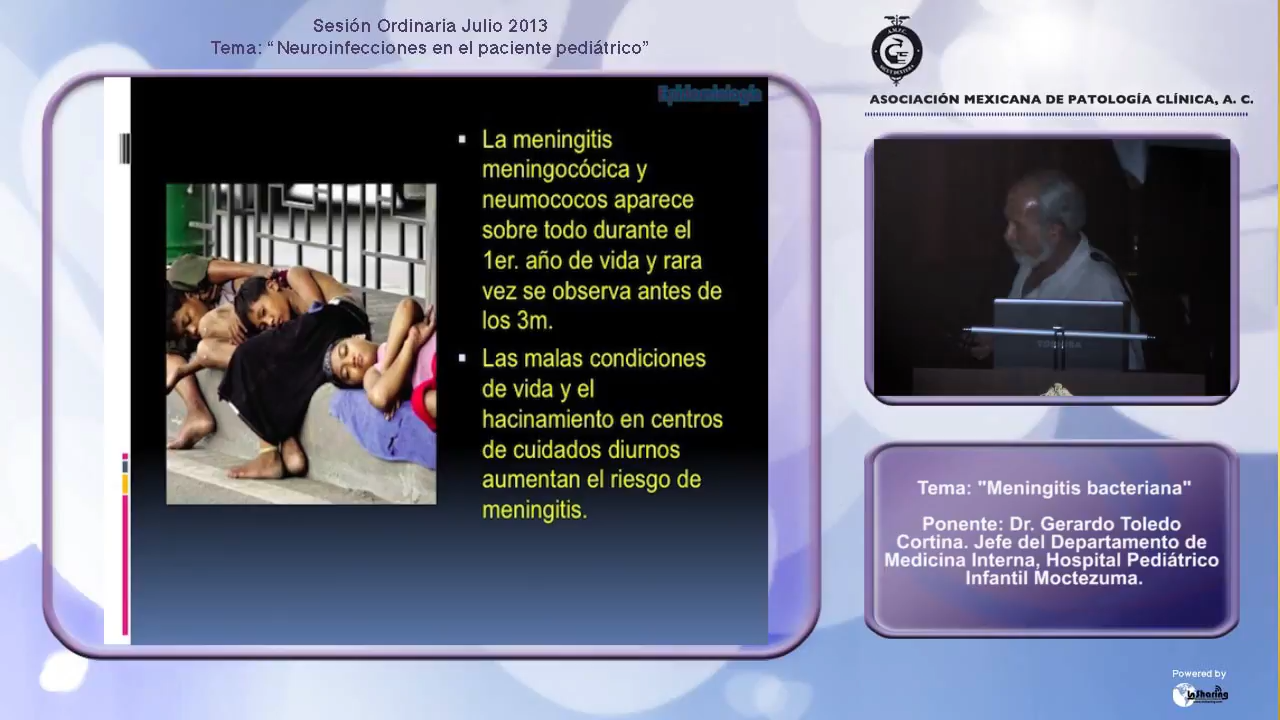 Sesión Ordinaria Julio 2013
Tema: “Neuroinfecciones en el paciente pediátrico”
ASOCIACIÓN MEXICANA DE PATOLOGÍA CLÍNICA, A. C.
Epidemiología
▪ La meningitis
meningocócica y
neumococos aparece
sobre todo durante el
1er. año de vida y rara
vez se observa antes de
los 3m.
▪ Las malas condiciones
de vida y el
hacinamiento en centros
de cuidados diurnos
aumentan el riesgo de
meningitis.
TOSHIBA
Tema: "Meningitis bacteriana"
Ponente: Dr. Gerardo Toledo
Cortina. Jefe del Departamento de
Medicina Interna, Hospital Pediátrico
Infantil Moctezuma.
Powered by